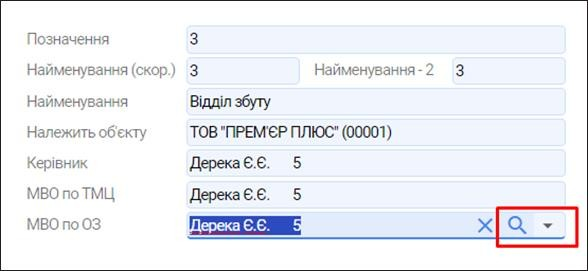 Позначення 3
Найменування (скор.) 3 Найменування - 2 3
Найменування Відділ збуту
Належить об'єкту ТОВ "ПРЕМ'ЄР ПЛЮС" (00001)
Керівник Дерека Є.Є. 5
МВО по ТМЦ Дерека Є.Є. 5
МВО по ОЗ Дерека Є.Є. 5